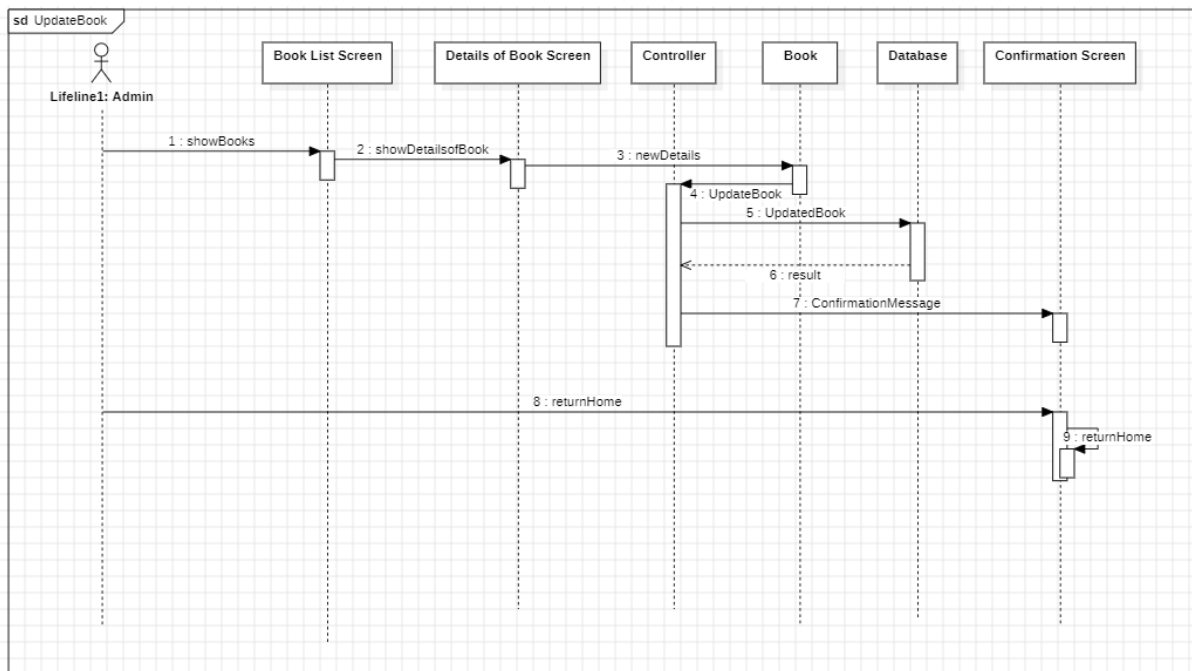 sd UpdateBook
Lifeline1: Admin
Book List Screen
Details of Book Screen
Controller
Book
Database
Confirmation Screen
1 : showBooks
2 : showDetailsofBook
3 : newDetails
4 : UpdateBook
5 : UpdatedBook
6 : result
7 : ConfirmationMessage
8 : returnHome
9 : returnHome